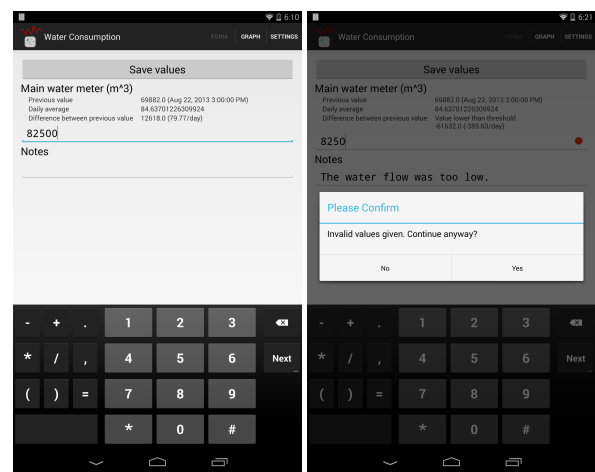 6:10
Water Consumption
FORM GRAPH SETTINGS
Save values
Main water meter (m^3)
Previous value 69882.0 (Aug 22, 2013 3:00:00 PM)
Daily average 84.63701226309924
Difference between previous value 12618.0 (79.77/day)
82500
Notes
- + . 1 2 3
* / , 4 5 6 Next
( ) = 7 8 9
* 0 #
6:21
Water Consumption
FORM GRAPH SETTINGS
Save values
Main water meter (m^3)
Previous value 69882.0 (Aug 22, 2013 3:00:00 PM)
Daily average 84.63701226309924
Difference between previous value Value lower than threshold
-61632.0 (-389.63/day)
8250
Notes
The water flow was too low.
Please Confirm
Invalid values given. Continue anyway?
No Yes
- + . 1 2 3
* / , 4 5 6 Next
( ) = 7 8 9
* 0 #